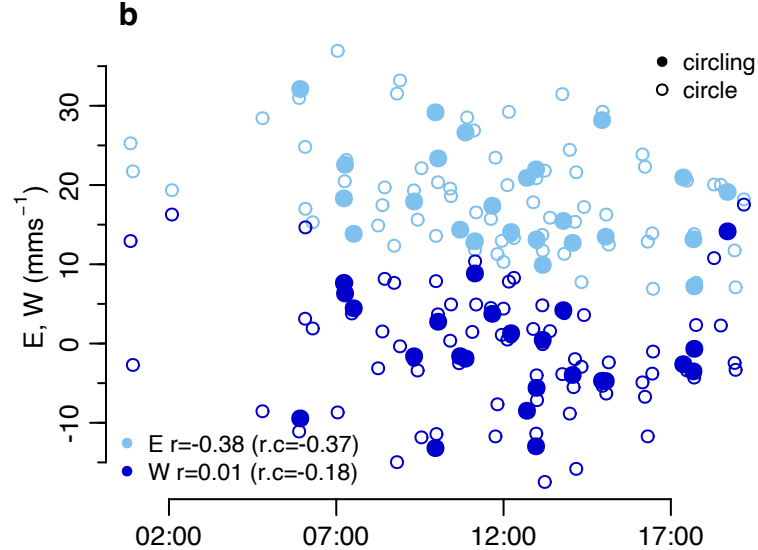 b
circling
circle
E, W (mms⁻¹)
30
20
10
0
-10
E r=-0.38 (r.c=-0.37)
W r=0.01 (r.c=-0.18)
02:00 07:00 12:00 17:00